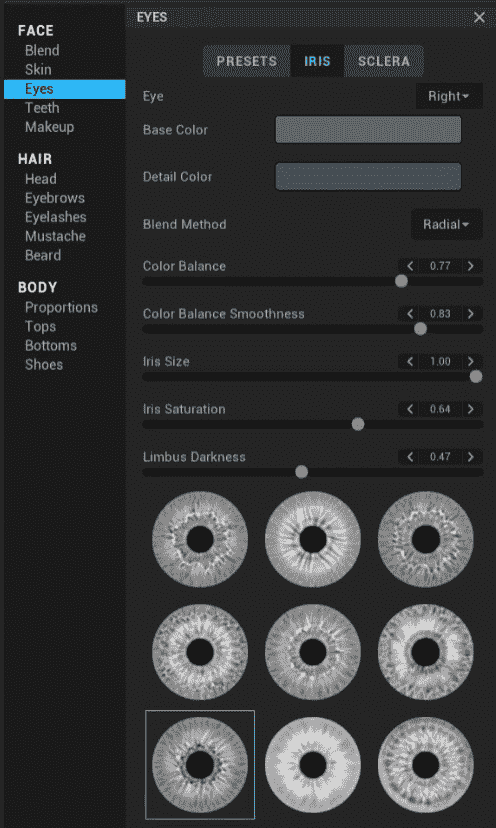 FACE
Blend
Skin
Eyes
Teeth
Makeup
HAIR
Head
Eyebrows
Eyelashes
Mustache
Beard
BODY
Proportions
Tops
Bottoms
Shoes
EYES
PRESETS IRIS SCLERA
Eye Right
Base Color
Detail Color
Blend Method Radial
Color Balance 0.77
Color Balance Smoothness 0.83
Iris Size 1.00
Iris Saturation 0.64
Limbus Darkness 0.47